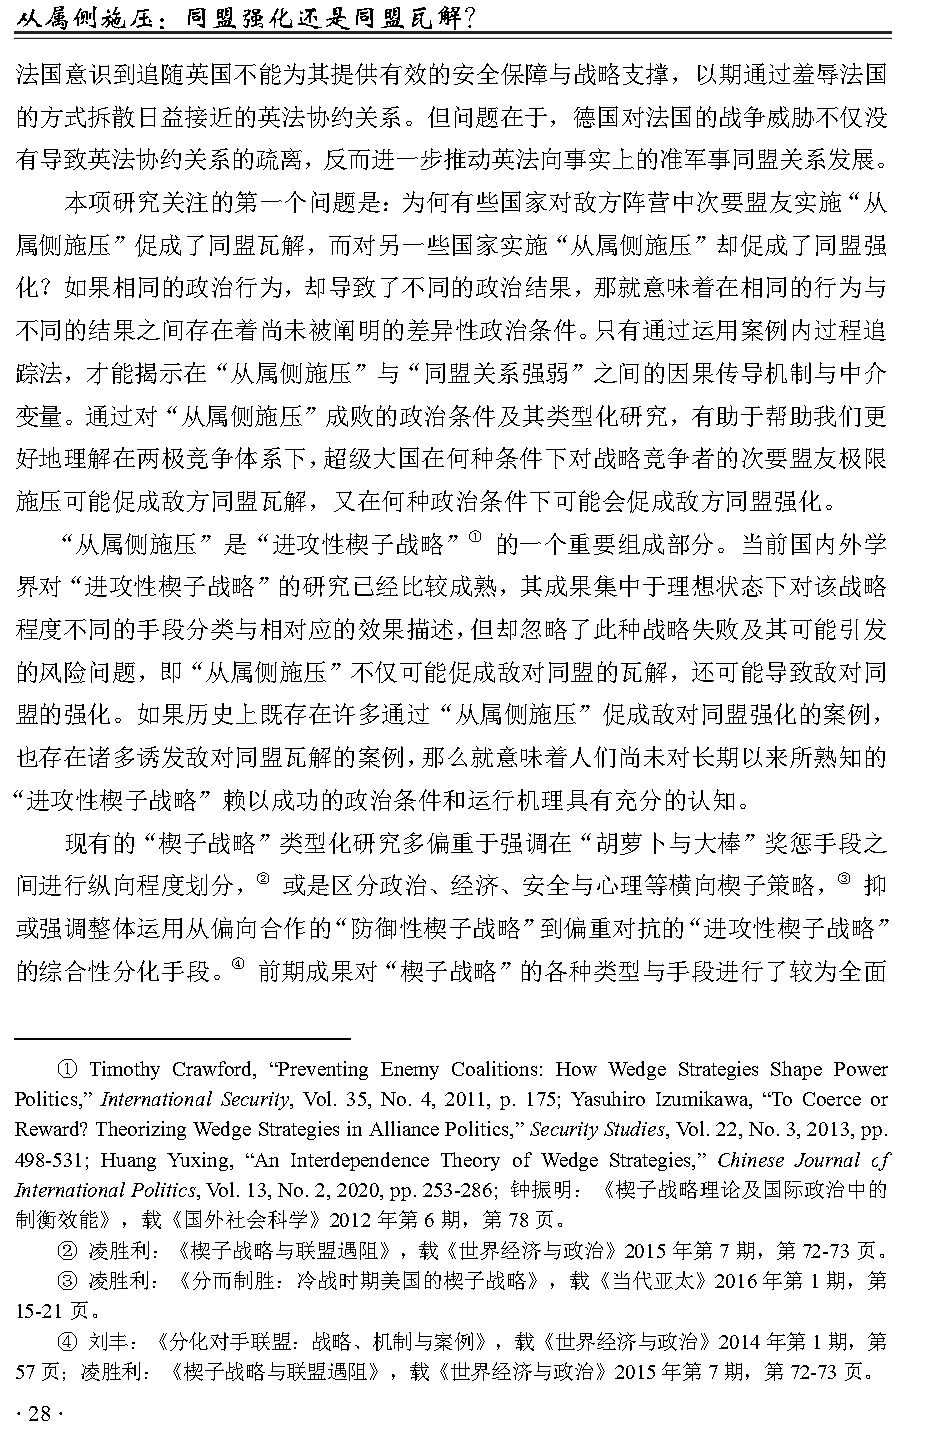 从属侧施压：同盟强化还是同盟瓦解？
法国意识到追随英国不能为其提供有效的安全保障与战略支撑，以期通过羞辱法国
的方式拆散日益接近的英法协约关系。但问题在于，德国对法国的战争威胁不仅没
有导致英法协约关系的疏离，反而进一步推动英法向事实上的准军事同盟关系发展。
本项研究关注的第一个问题是：为何有些国家对敌方阵营中次要盟友实施“从
属侧施压”促成了同盟瓦解，而对另一些国家实施“从属侧施压”却促成了同盟强
化？如果相同的政治行为，却导致了不同的政治结果，那就意味着在相同的行为与
不同的结果之间存在着尚未被阐明的差异性政治条件。只有通过运用案例内过程追
踪法，才能揭示在“从属侧施压”与“同盟关系强弱”之间的因果传导机制与中介
变量。通过对“从属侧施压”成败的政治条件及其类型化研究，有助于帮助我们更
好地理解在两极竞争体系下，超级大国在何种条件下对战略竞争者的次要盟友极限
施压可能促成敌方同盟瓦解，又在何种政治条件下可能会促成敌方同盟强化。
“从属侧施压”是“进攻性楔子战略”① 的一个重要组成部分。当前国内外学
界对“进攻性楔子战略”的研究已经比较成熟，其成果集中于理想状态下对该战略
程度不同的手段分类与相对应的效果描述，但却忽略了此种战略失败及其可能引发
的风险问题，即“从属侧施压”不仅可能促成敌对同盟的瓦解，还可能导致敌对同
盟的强化。如果历史上既存在许多通过“从属侧施压”促成敌对同盟强化的案例，
也存在诸多诱发敌对同盟瓦解的案例，那么就意味着人们尚未对长期以来所熟知的
“进攻性楔子战略”赖以成功的政治条件和运行机理具有充分的认知。
现有的“楔子战略”类型化研究多偏重于强调在“胡萝卜与大棒”奖惩手段之
间进行纵向程度划分，② 或是区分政治、经济、安全与心理等横向楔子策略，③ 抑
或强调整体运用从偏向合作的“防御性楔子战略”到偏重对抗的“进攻性楔子战略”
的综合性分化手段。④ 前期成果对“楔子战略”的各种类型与手段进行了较为全面
① Timothy Crawford, “Preventing Enemy Coalitions: How Wedge Strategies Shape Power
Politics,” International Security, Vol. 35, No. 4, 2011, p. 175; Yasuhiro Izumikawa, “To Coerce or
Reward? Theorizing Wedge Strategies in Alliance Politics,” Security Studies, Vol. 22, No. 3, 2013, pp.
498-531; Huang Yuxing, “An Interdependence Theory of Wedge Strategies,” Chinese Journal of
International Politics, Vol. 13, No. 2, 2020, pp. 253-286; 钟振明：《楔子战略理论及国际政治中的
制衡效能》，载《国外社会科学》2012 年第 6 期，第 78 页。
② 凌胜利：《楔子战略与联盟遇阻》，载《世界经济与政治》2015 年第 7 期，第 72-73 页。
③ 凌胜利：《分而制胜：冷战时期美国的楔子战略》，载《当代亚太》2016 年第 1 期，第
15-21 页。
④ 刘丰：《分化对手联盟：战略、机制与案例》，载《世界经济与政治》2014 年第 1 期，第
57 页；凌胜利：《楔子战略与联盟遇阻》，载《世界经济与政治》2015 年第 7 期，第 72-73 页。
· 28 ·